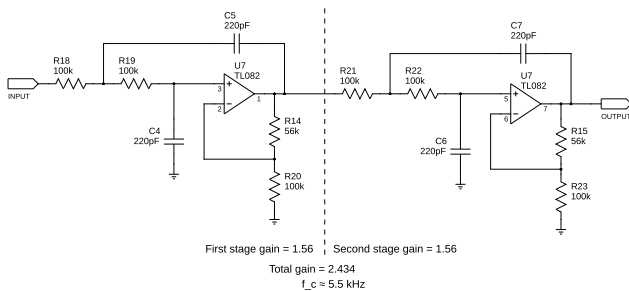 C5
220pF
C7
220pF
R18
100k
R19
100k
U7
TL082
R21
100k
R22
100k
U7
TL082
INPUT
3
2
1
5
6
7
OUTPUT
C4
220pF
R14
56k
C6
220pF
R15
56k
R20
100k
R23
100k
First stage gain = 1.56
Second stage gain = 1.56
Total gain = 2.434
f_c ≈ 5.5 kHz